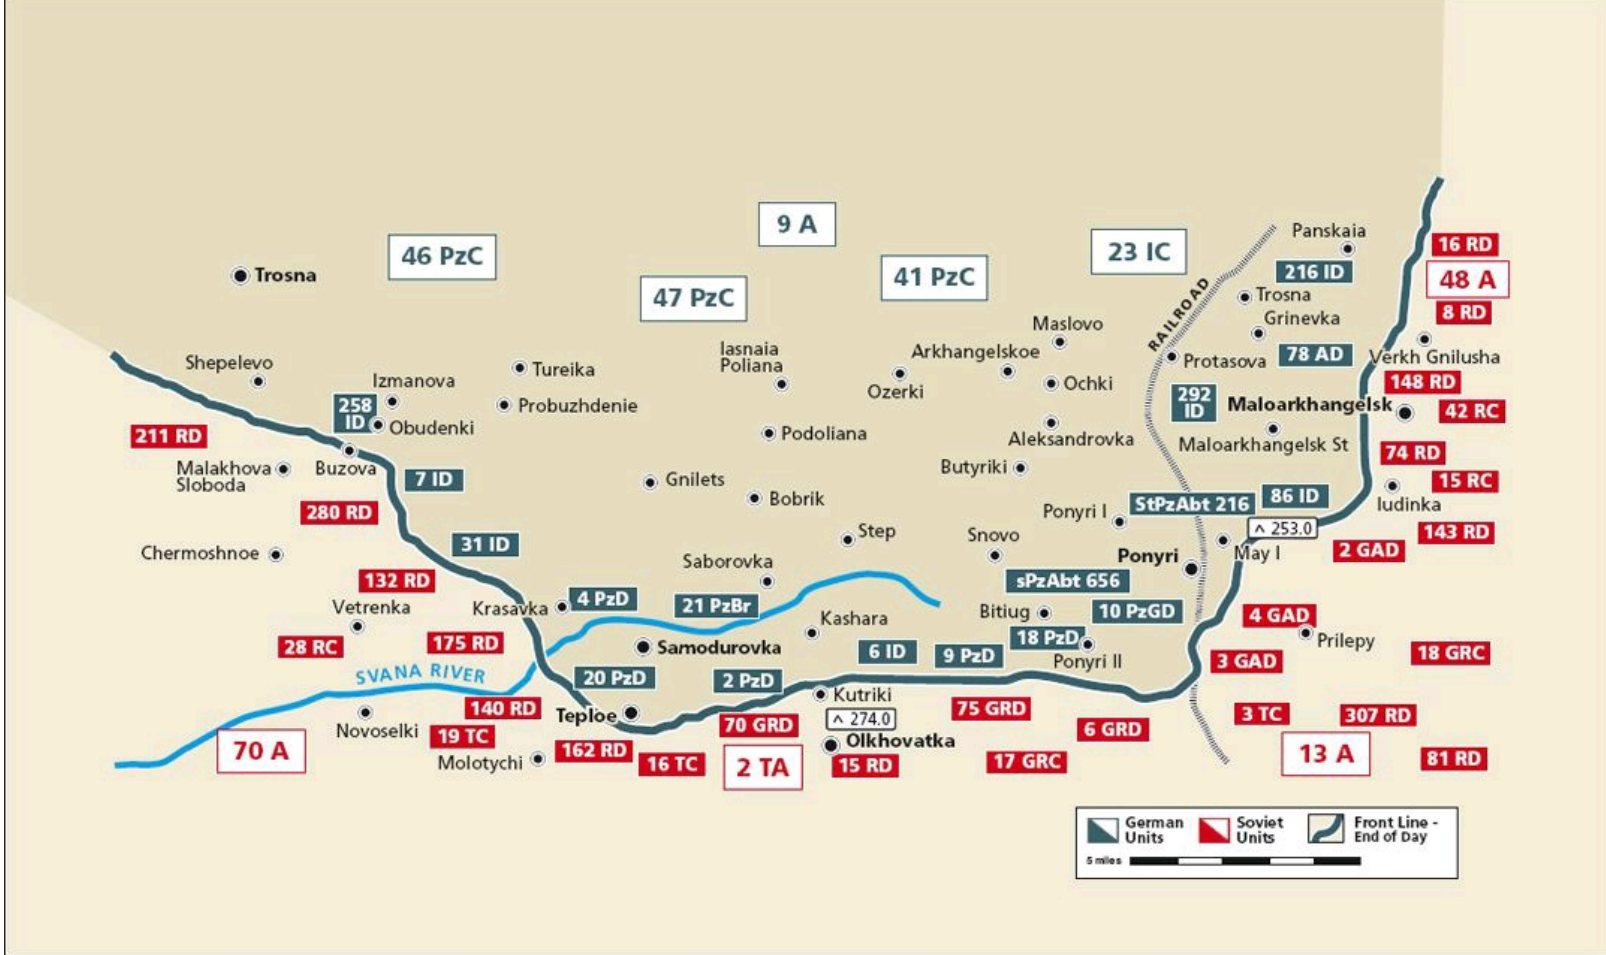 9 A
46 PzC
47 PzC
41 PzC
23 IC
Trosna
Panskaia
216 ID
16 RD
48 A
8 RD
Trosna
Grinevka
RAILROAD
Protasova
78 AD
Verkh Gnilusha
148 RD
292
ID
Maloarkhangelsk
42 RC
Maloarkhangelsk St
74 RD
15 RC
Iudinka
143 RD
2 GAD
86 ID
StPzAbt 216
253.0
May I
Ponyri I
Ponyri
Maslovo
Arkhangelskoe
Ochki
Ozerki
Aleksandrovka
Butyriki
Snovo
Iasnaia
Poliana
Podoliana
Tureika
Probuzhdenie
Gnilets
Bobrik
Step
Saborovka
Shepelevo
Izmanova
258
ID
Obudenki
211 RD
Malakhova
Sloboda
Buzova
7 ID
280 RD
31 ID
Chermoshnoe
132 RD
Vetrenka
Krasavka
4 PzD
21 PzBr
Kashara
sPzAbt 656
Bitiug
10 PzGD
18 PzD
Ponyri II
4 GAD
Prilepy
28 RC
175 RD
Samodurovka
6 ID
9 PzD
3 GAD
18 GRC
SVANA RIVER
20 PzD
2 PzD
Kutriki
140 RD
Teploe
70 GRD
274.0
75 GRD
6 GRD
3 TC
307 RD
Novoselki
19 TC
Olkhovatka
70 A
Molotychi
162 RD
16 TC
2 TA
15 RD
17 GRC
13 A
81 RD
German
Units
Soviet
Units
Front Line -
End of Day
5 miles